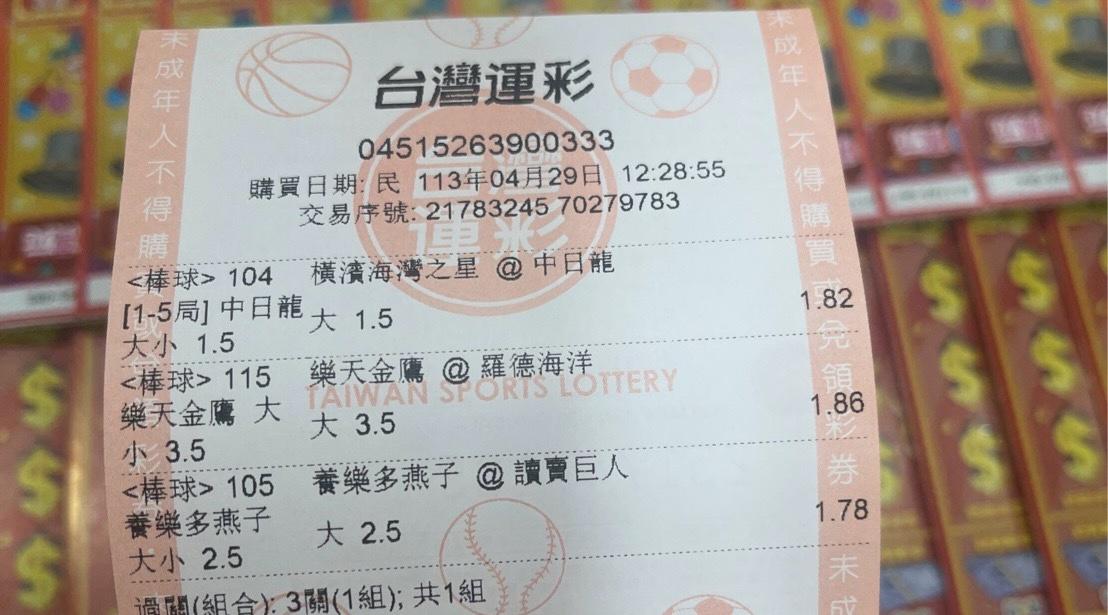 台灣運彩
04515263900333
購買日期: 民 113年04月29日 12:28:55
交易序號: 21783245 70279783
<棒球> 104 橫濱海灣之星 @ 中日龍
[1-5局] 中日龍 大 1.5 1.82
大小 1.5
<棒球> 115 樂天金鷹 @ 羅德海洋
TAIWAN SPORTS LOTTERY
樂天金鷹 大 大 3.5 1.86
小 3.5
<棒球> 105 養樂多燕子 @ 讀賣巨人
養樂多燕子 大 2.5 1.78
大小 2.5
過關(組合): 3關(1組); 共1組
未成年人不得購買或
未成年人不得購買或兌領彩券
未成